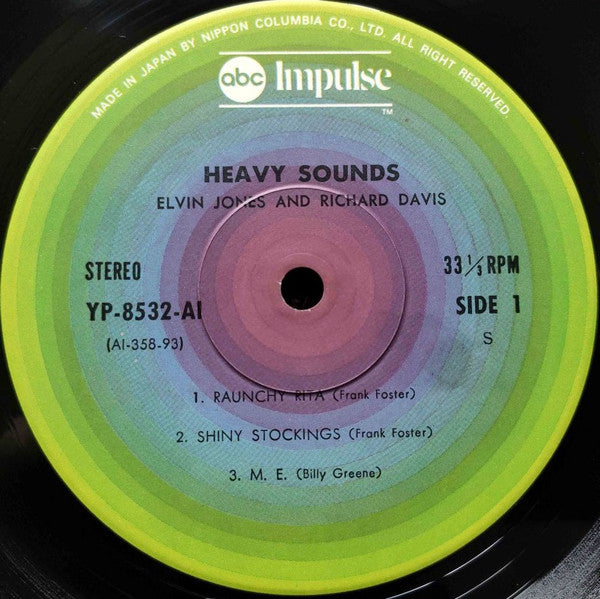 MADE IN JAPAN BY NIPPON COLUMBIA CO., LTD. ALL RIGHT RESERVED.
abc Impulse
TM
HEAVY SOUNDS
ELVIN JONES AND RICHARD DAVIS
STEREO
33 1/3 RPM
YP-8532-AI
SIDE 1
(AI-358-93)
S
1. RAUNCHY RITA (Frank Foster)
2. SHINY STOCKINGS (Frank Foster)
3. M. E. (Billy Greene)